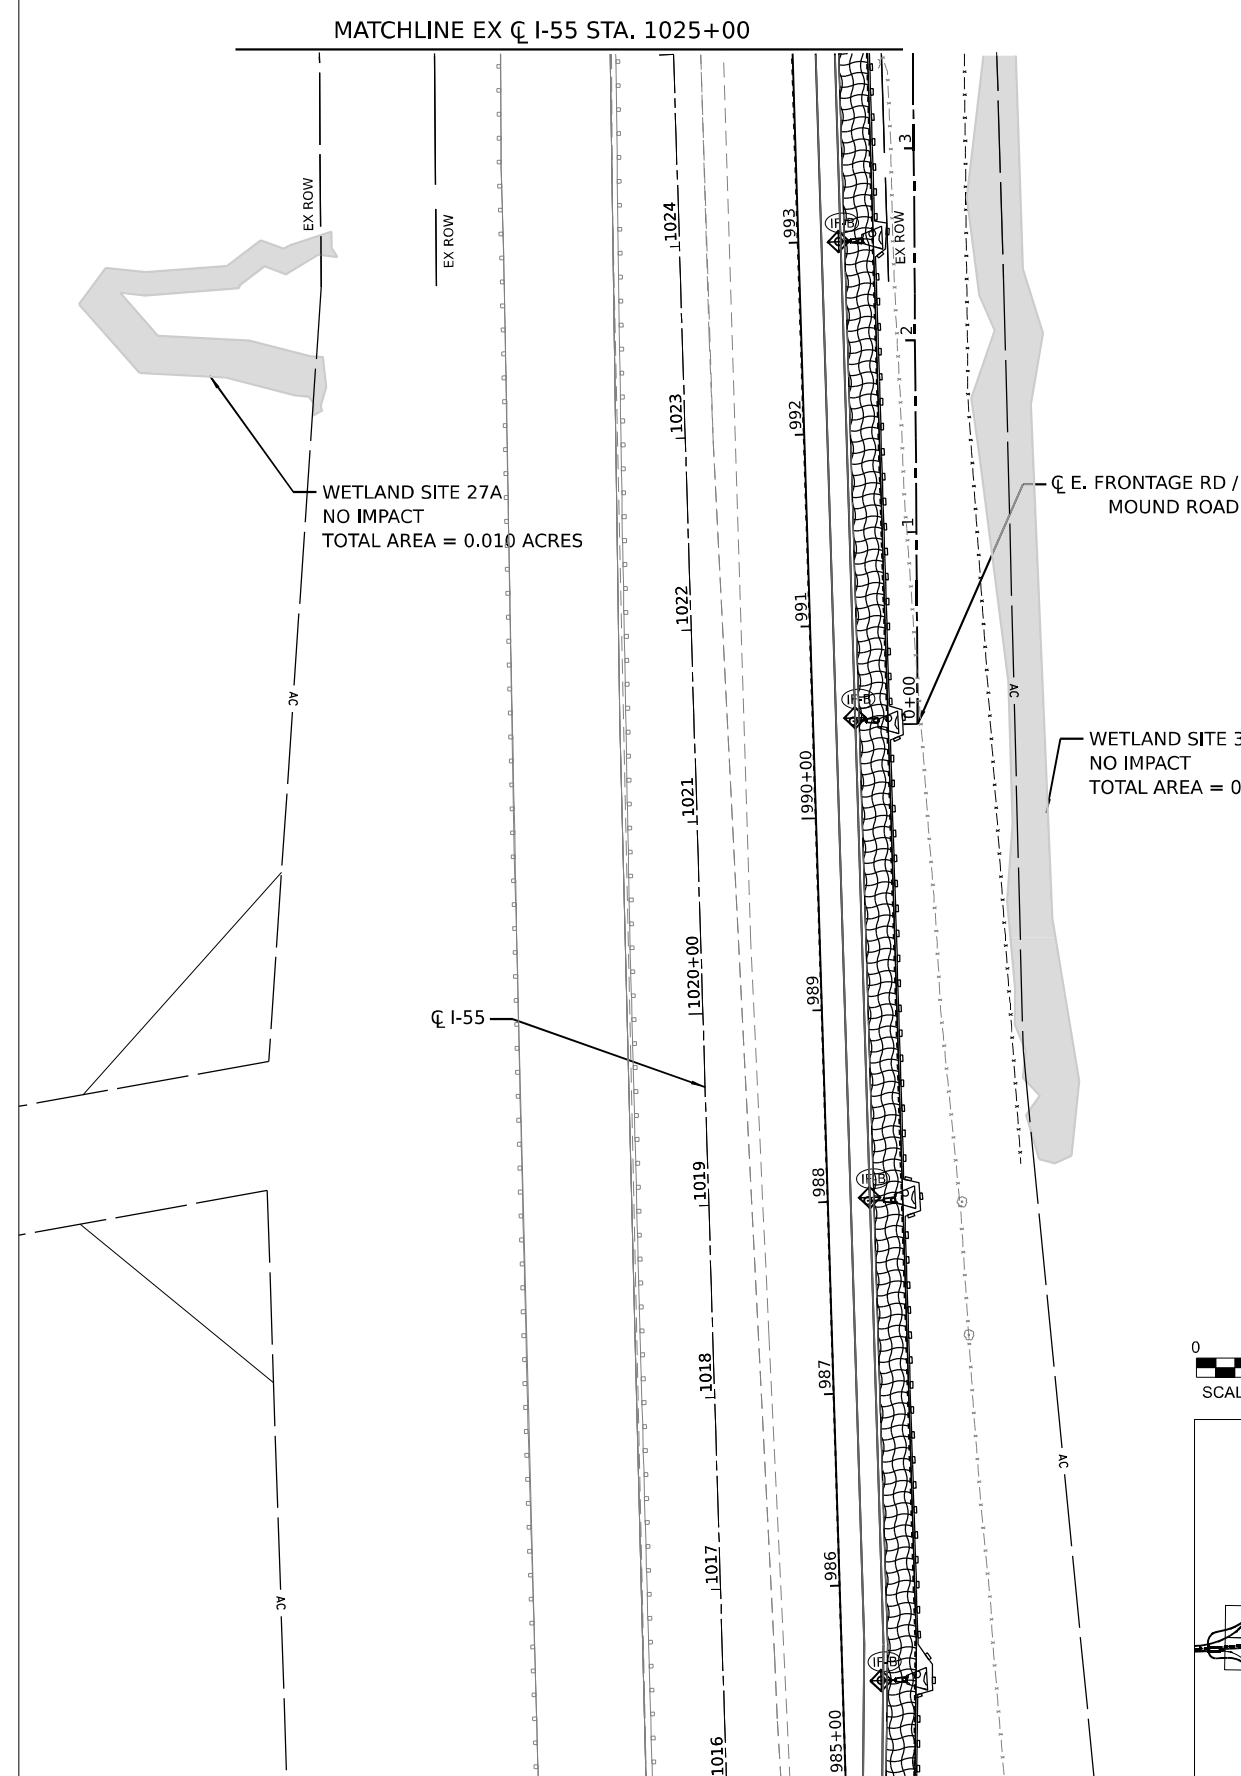 MATCHLINE EX ℄ I-55 STA. 1025+00
3
EX ROW
EX ROW
EX ROW
1024
993
IF-B
2
1023
992
WETLAND SITE 27A
NO IMPACT
TOTAL AREA = 0.010 ACRES
℄ E. FRONTAGE RD /
MOUND ROAD
1
1022
991
AC
AC
IF-B
0+00
WETLAND SITE 3
NO IMPACT
TOTAL AREA = 0
1021
990+00
1020+00
989
℄ I-55
1019
988
IF-B
1018
987
0
SCAL
AC
1017
986
AC
IF-B
1016
985+00